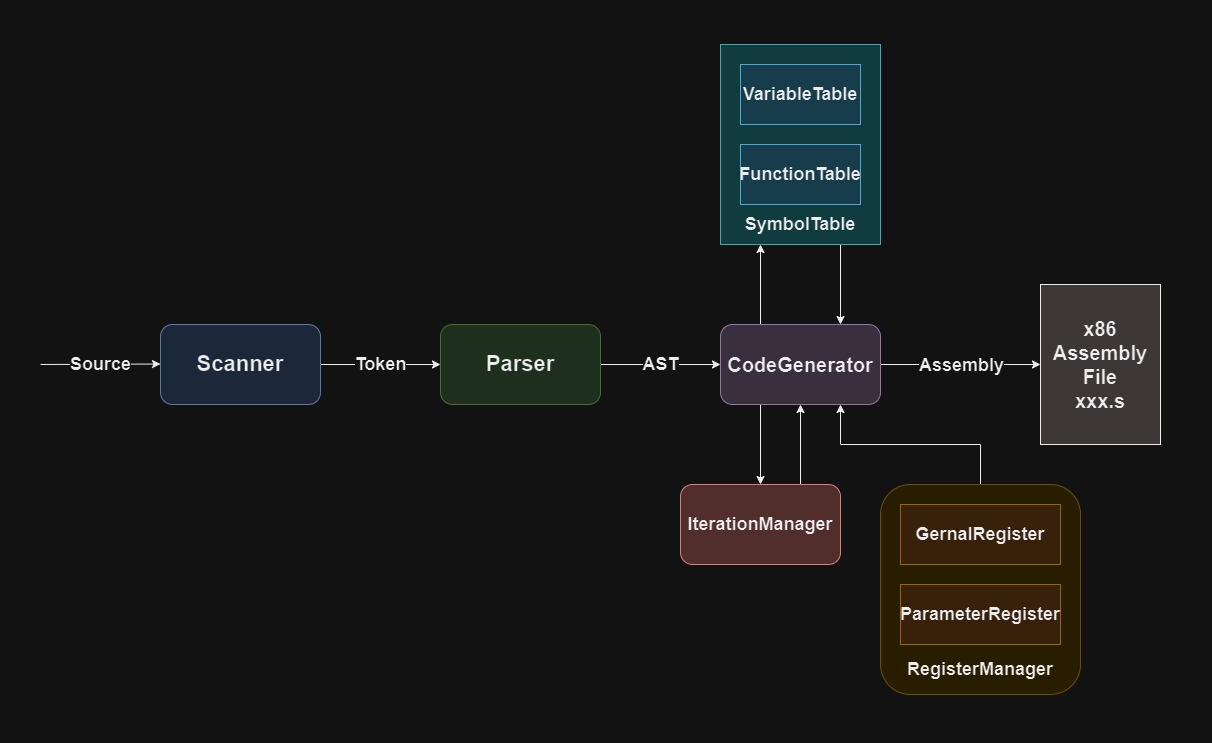 VariableTable
FunctionTable
SymbolTable
Source
Scanner
Token
Parser
AST
CodeGenerator
Assembly
x86
Assembly
File
xxx.s
IterationManager
GernalRegister
ParameterRegister
RegisterManager